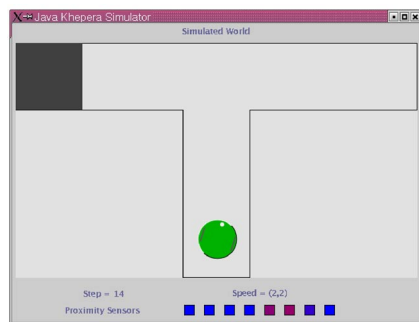 Java Khepera Simulator
Simulated World
Step = 14 Speed = (2,2)
Proximity Sensors